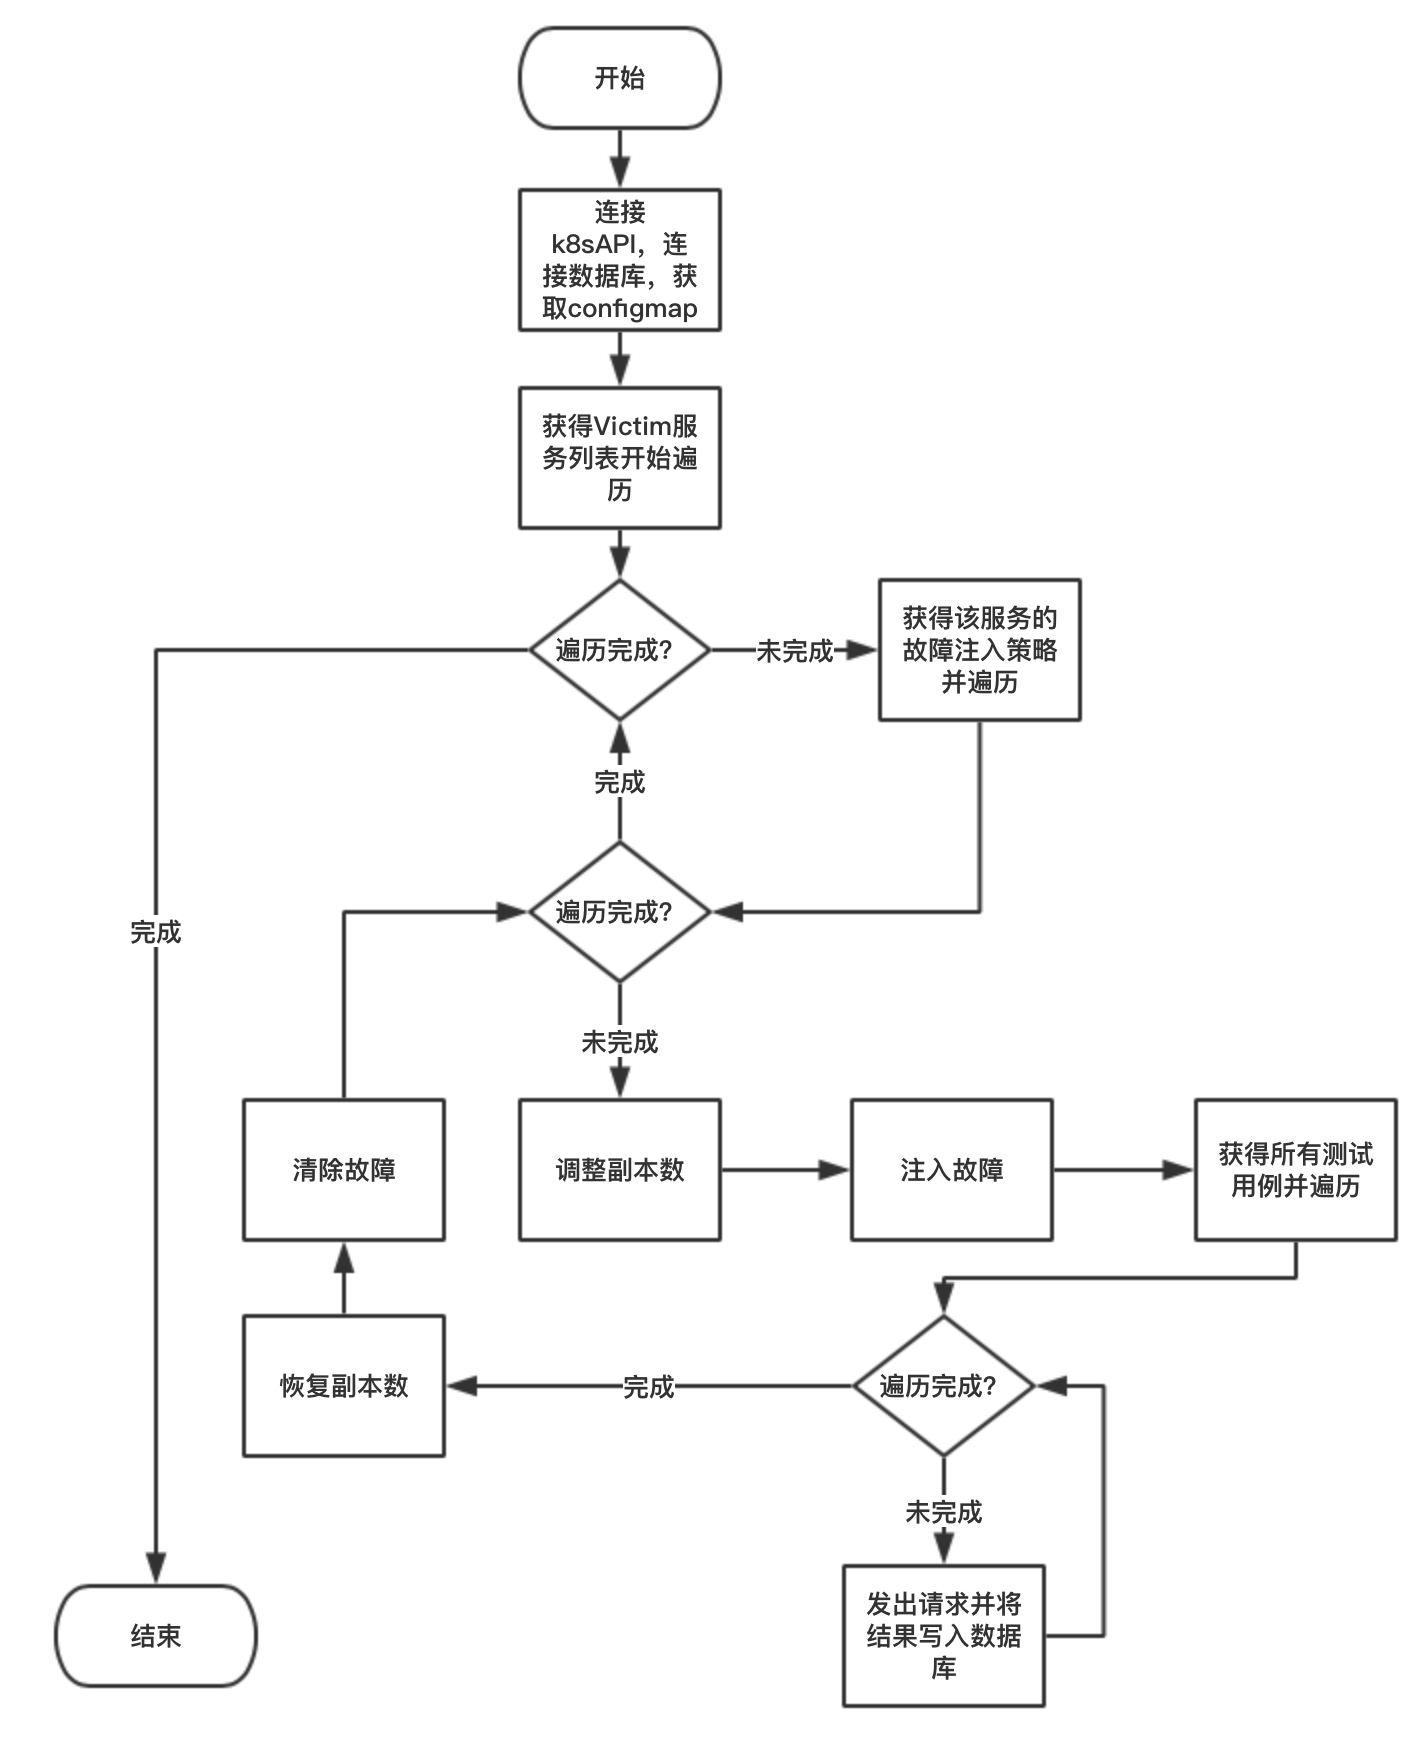 开始
连接
k8sAPI，连
接数据库，获
取configmap
获得Victim服
务列表开始遍
历
遍历完成?
未完成
获得该服务的
故障注入策略
并遍历
完成
遍历完成?
完成
未完成
清除故障
调整副本数
注入故障
获得所有测试
用例并遍历
恢复副本数
完成
遍历完成?
未完成
发出请求并将
结果写入数据
库
结束